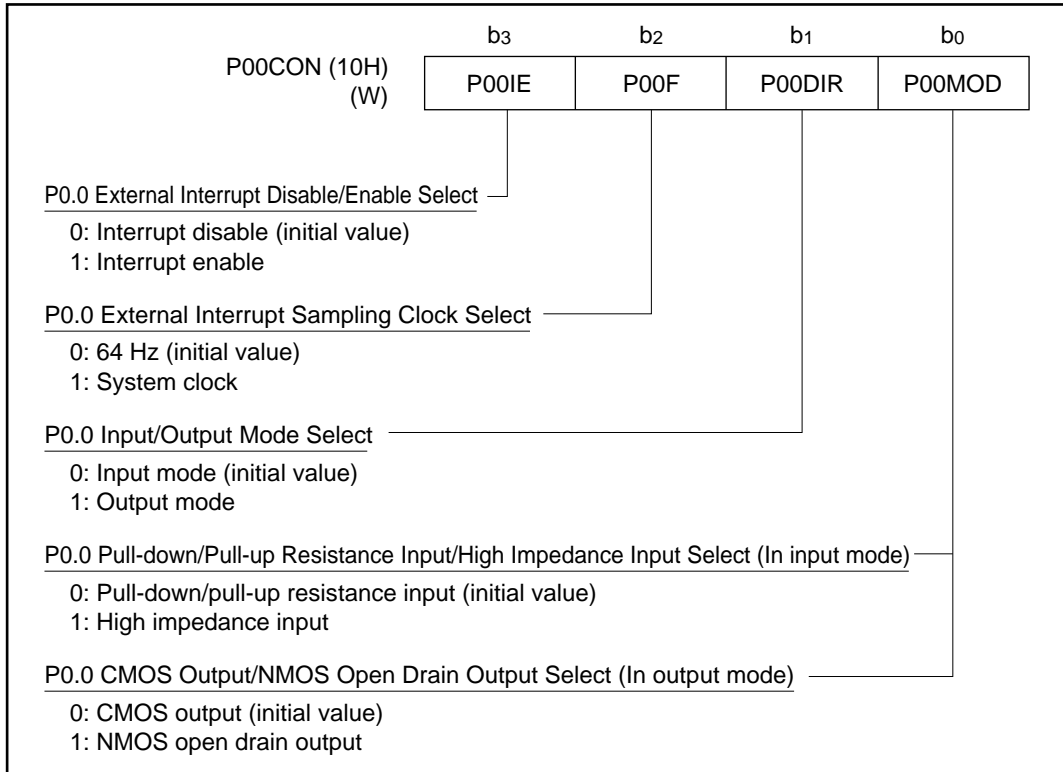 b3 b2 b1 b0
P00CON (10H) P00IE P00F P00DIR P00MOD
(W)
P0.0 External Interrupt Disable/Enable Select
0: Interrupt disable (initial value)
1: Interrupt enable
P0.0 External Interrupt Sampling Clock Select
0: 64 Hz (initial value)
1: System clock
P0.0 Input/Output Mode Select
0: Input mode (initial value)
1: Output mode
P0.0 Pull-down/Pull-up Resistance Input/High Impedance Input Select (In input mode)
0: Pull-down/pull-up resistance input (initial value)
1: High impedance input
P0.0 CMOS Output/NMOS Open Drain Output Select (In output mode)
0: CMOS output (initial value)
1: NMOS open drain output